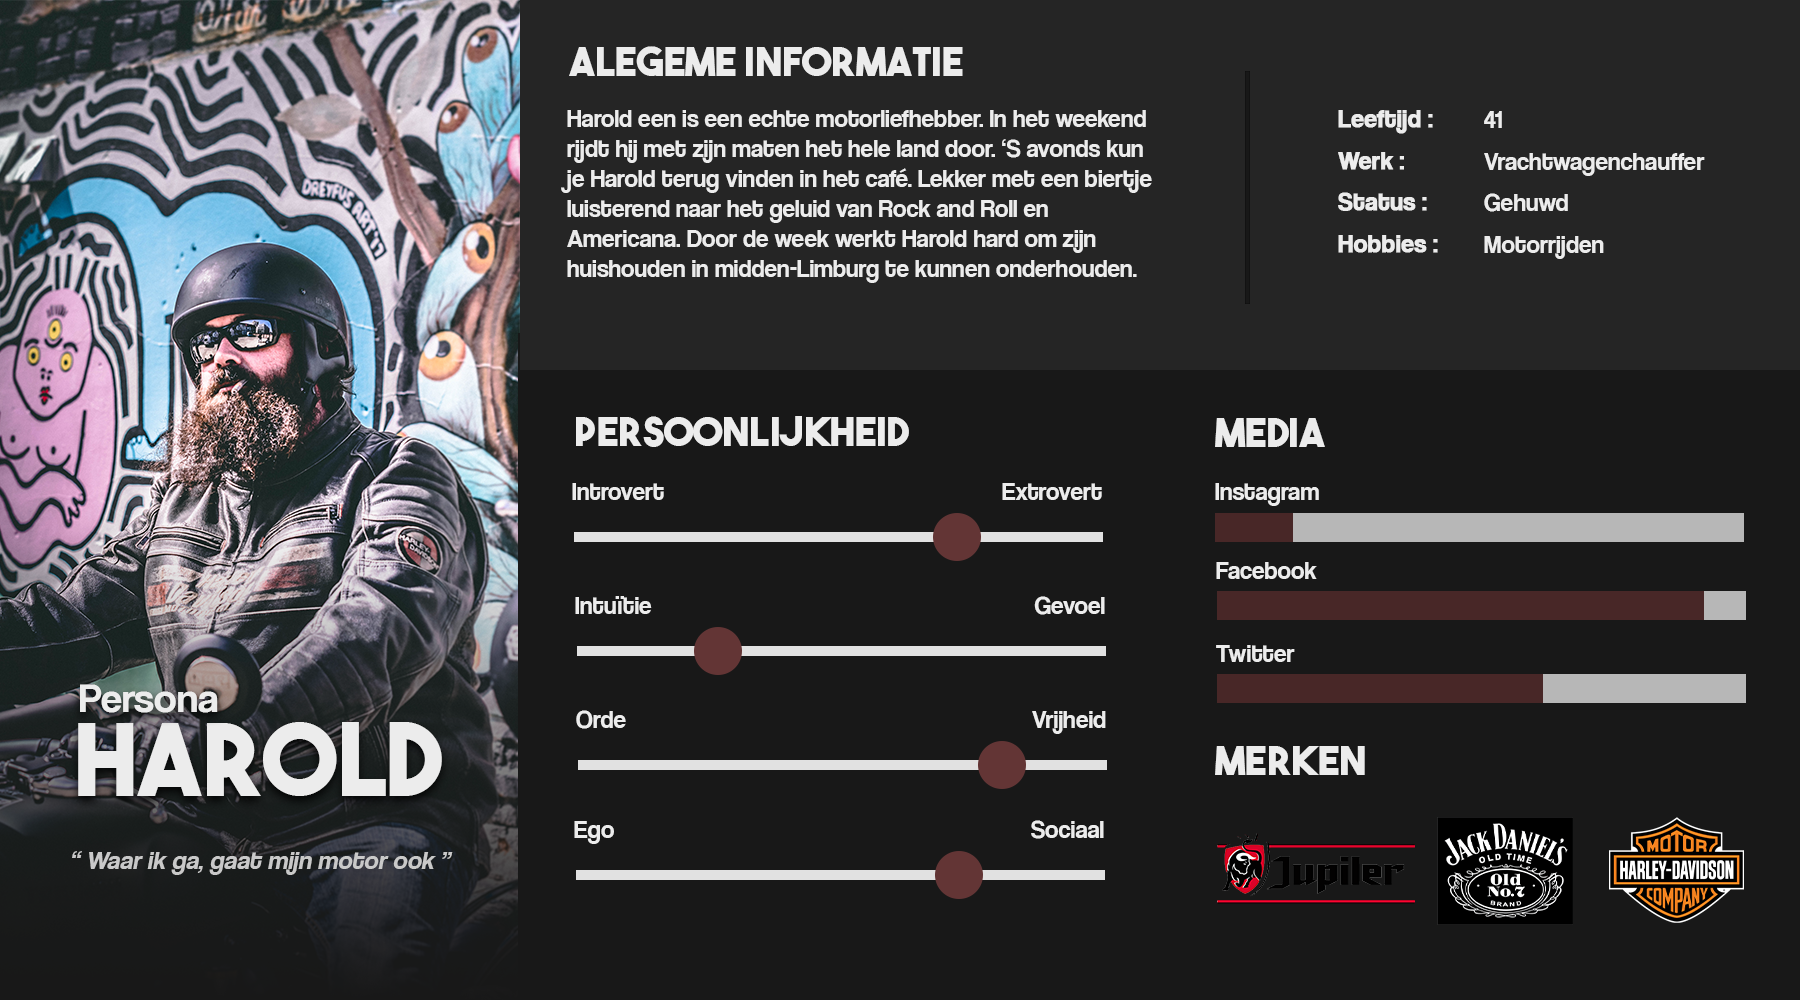 DREYFUS ART '17
HARLEY-
DAVIDSON
Persona
HAROLD
“ Waar ik ga, gaat mijn motor ook ”
ALEGEME INFORMATIE
Harold een is een echte motorliefhebber. In het weekend
rijdt hij met zijn maten het hele land door. ‘S avonds kun
je Harold terug vinden in het café. Lekker met een biertje
luisterend naar het geluid van Rock and Roll en
Americana. Door de week werkt Harold hard om zijn
huishouden in midden-Limburg te kunnen onderhouden.
Leeftijd : 41
Werk : Vrachtwagenchauffer
Status : Gehuwd
Hobbies : Motorrijden
PERSOONLIJKHEID
Introvert Extrovert
Intuïtie Gevoel
Orde Vrijheid
Ego Sociaal
MEDIA
Instagram
Facebook
Twitter
MERKEN
Jupiler
JACK DANIEL'S
OLD TIME
Old
No.7
BRAND
MOTOR
HARLEY-DAVIDSON
COMPANY